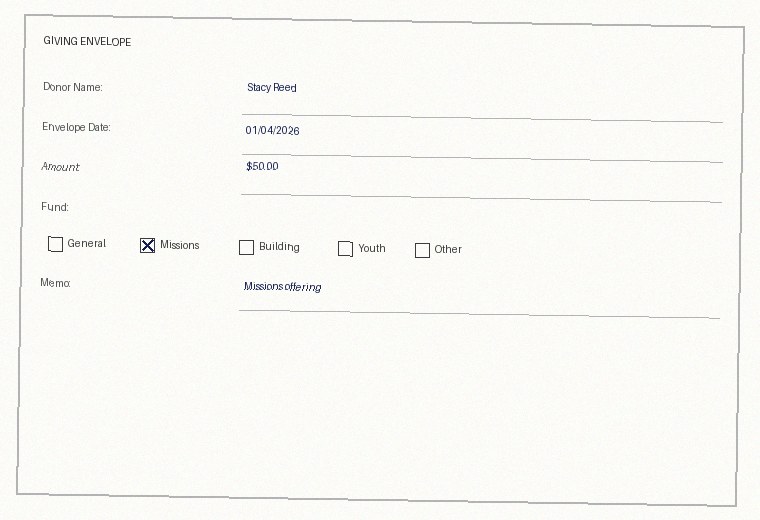 GIVING ENVELOPE
Donor Name: Stacy Reed
Envelope Date: 01/04/2026
Amount $50.00
Fund:
General Missions Building Youth Other
Memo: Missions offering